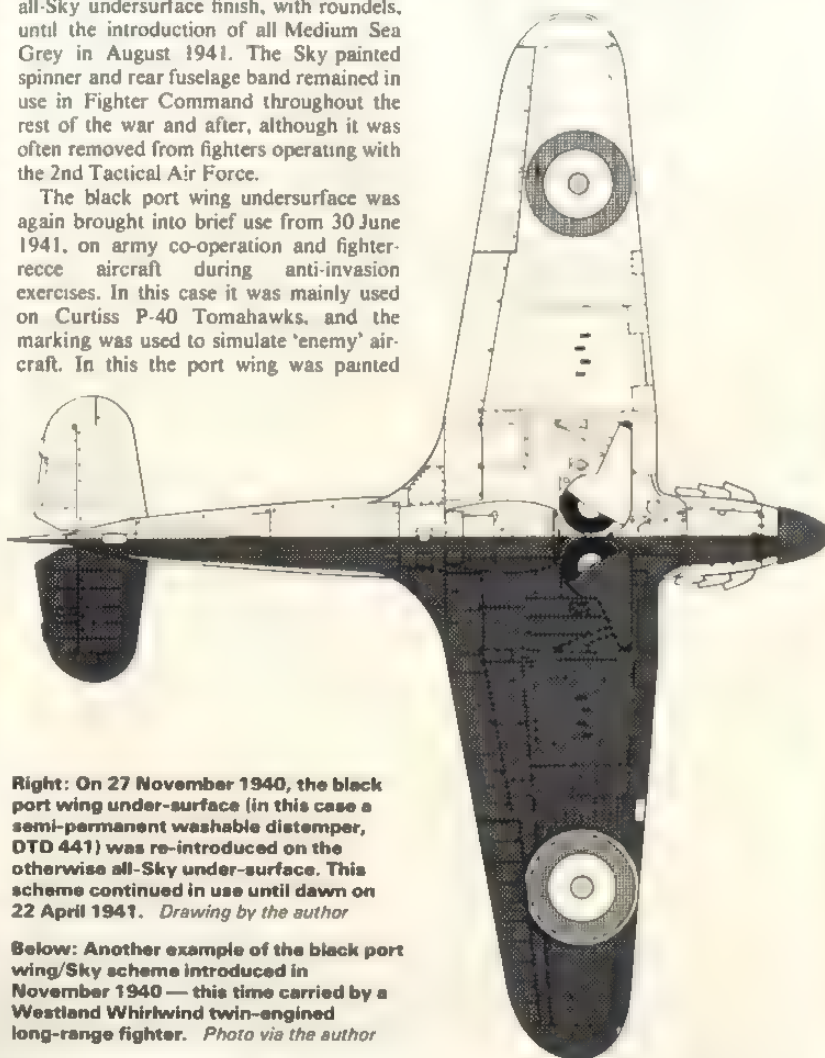 all-Sky undersurface finish, with roundels,
until the introduction of all Medium Sea
Grey in August 1941. The Sky painted
spinner and rear fuselage band remained in
use in Fighter Command throughout the
rest of the war and after, although it was
often removed from fighters operating with
the 2nd Tactical Air Force.
The black port wing undersurface was
again brought into brief use from 30 June
1941, on army co-operation and fighter-
recce aircraft during anti-invasion
exercises. In this case it was mainly used
on Curtiss P-40 Tomahawks, and the
marking was used to simulate ‘enemy’ air-
craft. In this the port wing was painted
Right: On 27 November 1940, the black
port wing under-surface (in this case a
semi-permanent washable distemper,
DTD 441) was re-introduced on the
otherwise all-Sky under-surface. This
scheme continued in use until dawn on
22 April 1941. Drawing by the author
Below: Another example of the black port
wing/Sky scheme introduced in
November 1940 — this time carried by a
Westland Whirlwind twin-engined
long-range fighter. Photo via the author